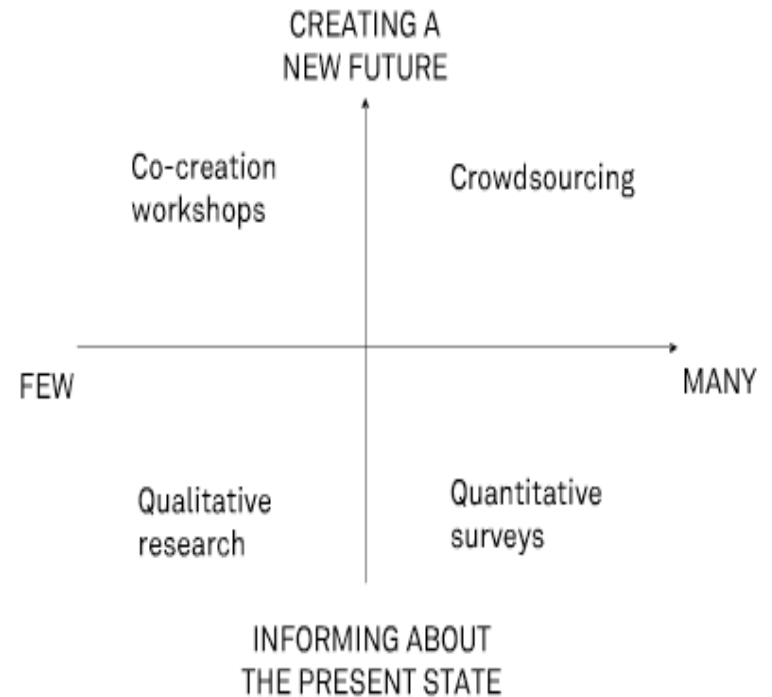 CREATING A
NEW FUTURE
Co-creation
workshops
Crowdsourcing
FEW
MANY
Qualitative
research
Quantitative
surveys
INFORMING ABOUT
THE PRESENT STATE